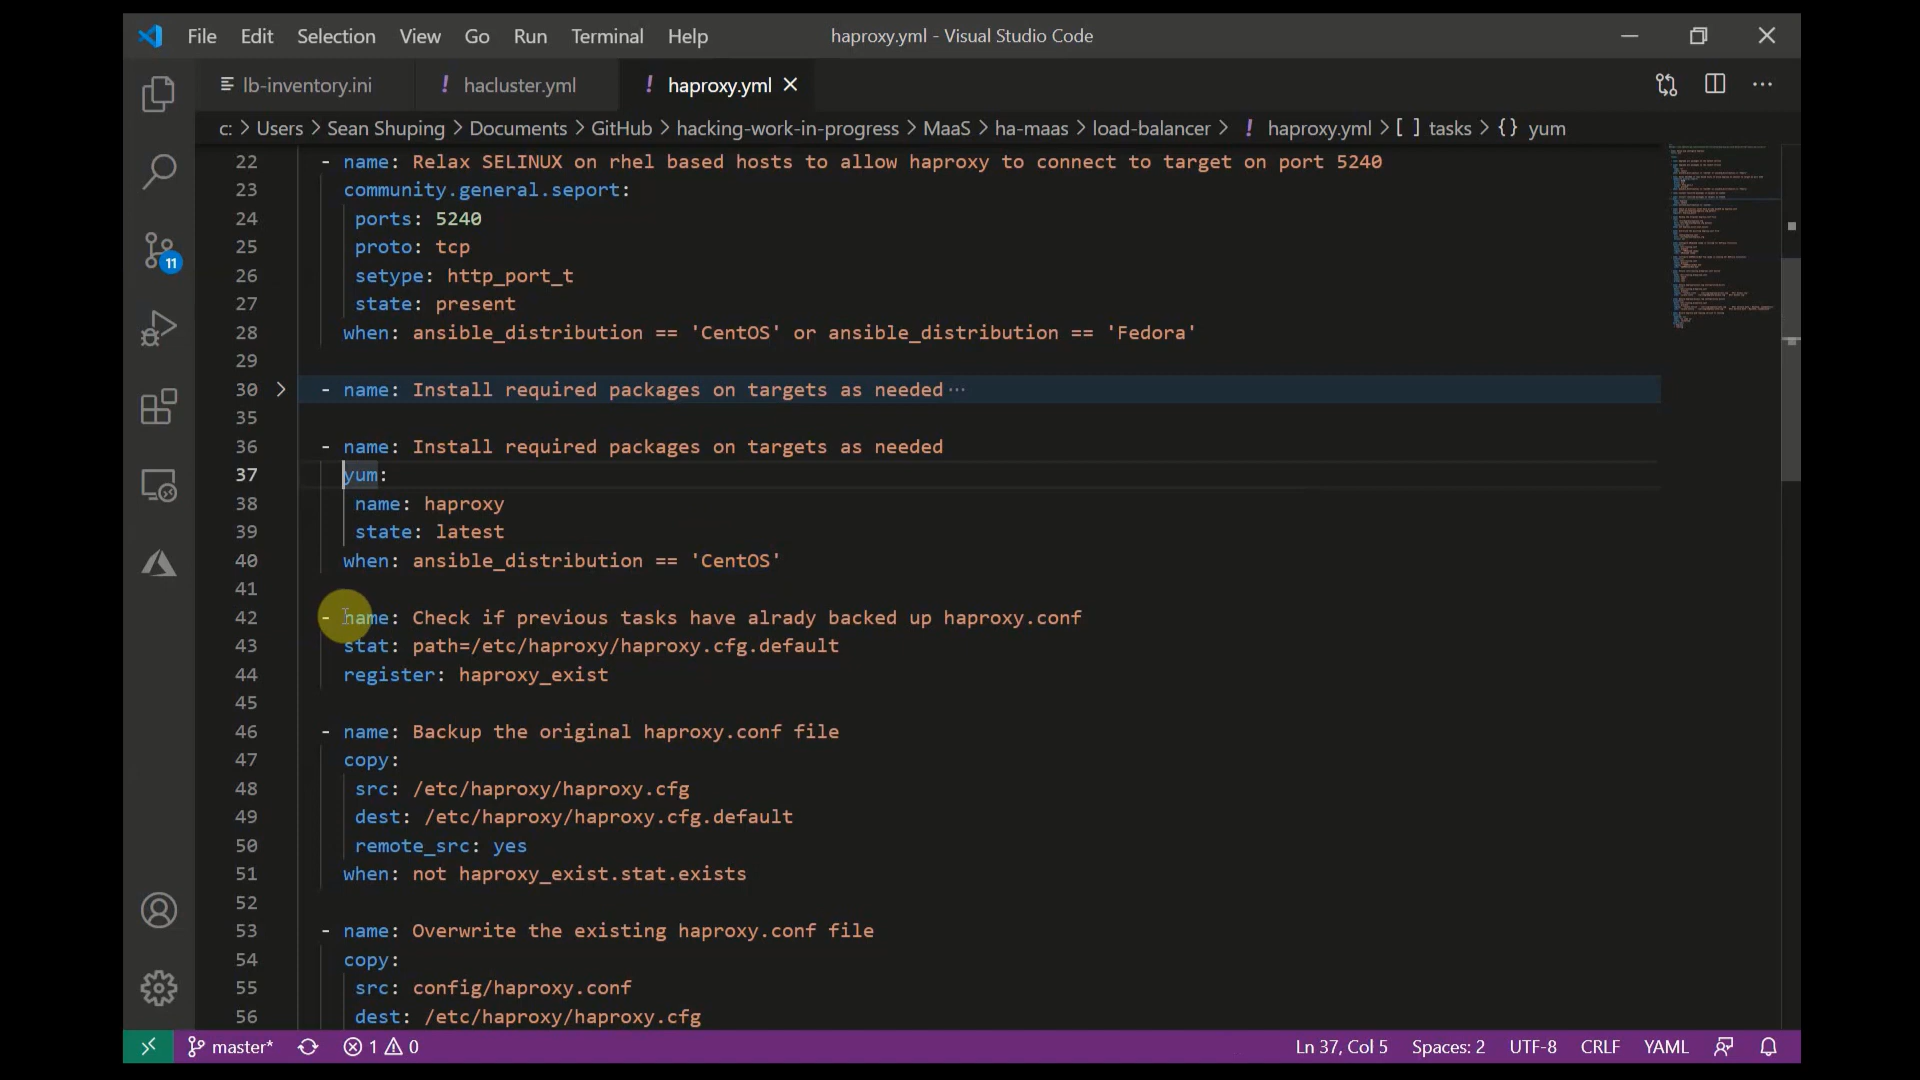 File Edit Selection View Go Run Terminal Help haproxy.yml - Visual Studio Code
lb-inventory.ini ! hacluster.yml ! haproxy.yml
c: > Users > Sean Shuping > Documents > GitHub > hacking-work-in-progress > MaaS > ha-maas > load-balancer > ! haproxy.yml > [ ] tasks > {} yum
22 - name: Relax SELINUX on rhel based hosts to allow haproxy to connect to target on port 5240
23 community.general.seport:
24 ports: 5240
25 proto: tcp
26 setype: http_port_t
27 state: present
28 when: ansible_distribution == 'CentOS' or ansible_distribution == 'Fedora'
29
30 > - name: Install required packages on targets as needed ···
35
36 - name: Install required packages on targets as needed
37 yum:
38 name: haproxy
39 state: latest
40 when: ansible_distribution == 'CentOS'
41
42 - name: Check if previous tasks have alrady backed up haproxy.conf
43 stat: path=/etc/haproxy/haproxy.cfg.default
44 register: haproxy_exist
45
46 - name: Backup the original haproxy.conf file
47 copy:
48 src: /etc/haproxy/haproxy.cfg
49 dest: /etc/haproxy/haproxy.cfg.default
50 remote_src: yes
51 when: not haproxy_exist.stat.exists
52
53 - name: Overwrite the existing haproxy.conf file
54 copy:
55 src: config/haproxy.conf
56 dest: /etc/haproxy/haproxy.cfg
11
master* 1 0 Ln 37, Col 5 Spaces: 2 UTF-8 CRLF YAML